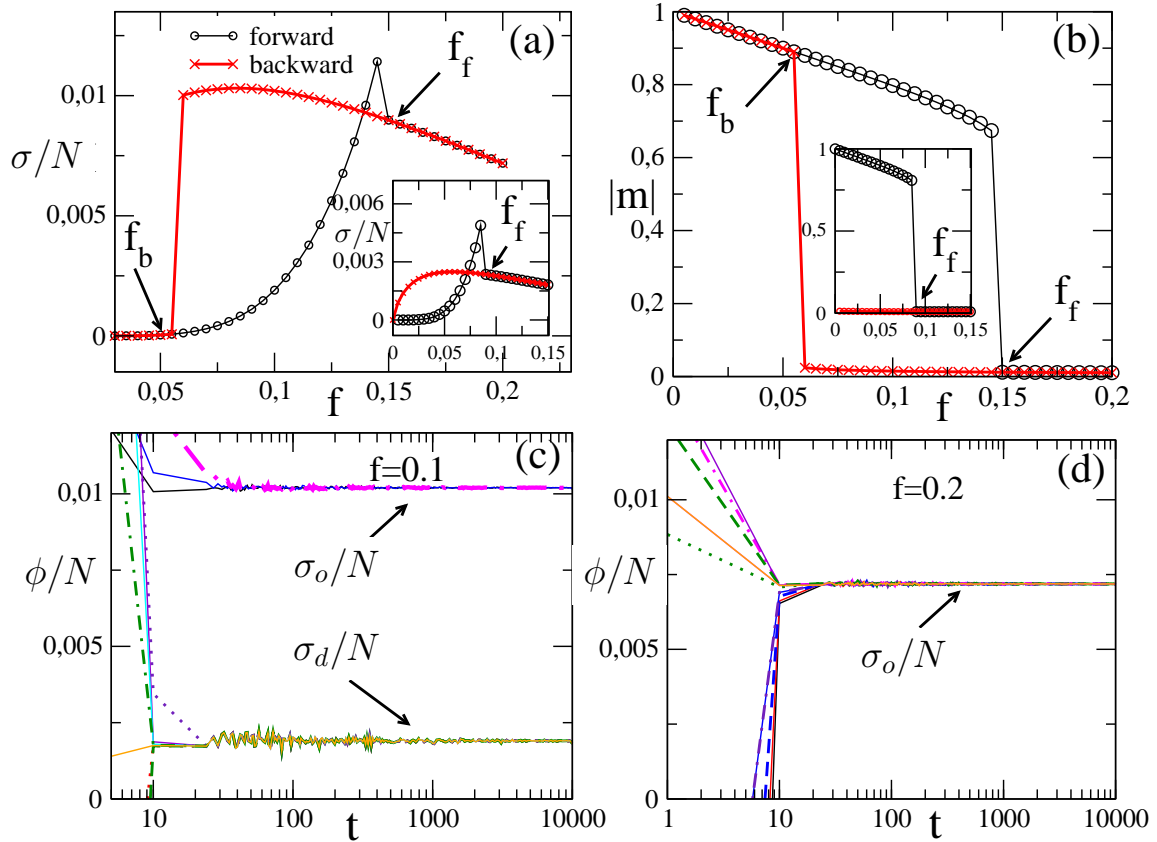 (a)
forward
backward
f_f
0,01
σ/N
0,005
f_b
0
0,05
0,1
0,15
0,2
f
0,006
σ/N
0,003
0
f_f
0
0,05
0,1
0,15
(b)
1
0,8
|m|
0,6
0,4
0,2
0
f_b
1
0,5
0
f_f
0
0,05
0,1
0,15
f_f
0
0,05
0,1
0,15
0,2
f
(c)
f=0.1
0,01
σ_o/N
ϕ/N
σ_d/N
0,005
0
10
100
1000
10000
t
(d)
f=0.2
0,01
ϕ/N
0,005
σ_o/N
0
1
10
100
1000
10000
t